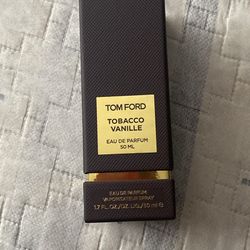 TOM FORD
TOBACCO
VANILLE
EAU DE PARFUM
50 ML
EAU DE PARFUM
VAPORISATEUR SPRAY
1.7 FL. OZ./OZ. LIQ./50 ml ℮